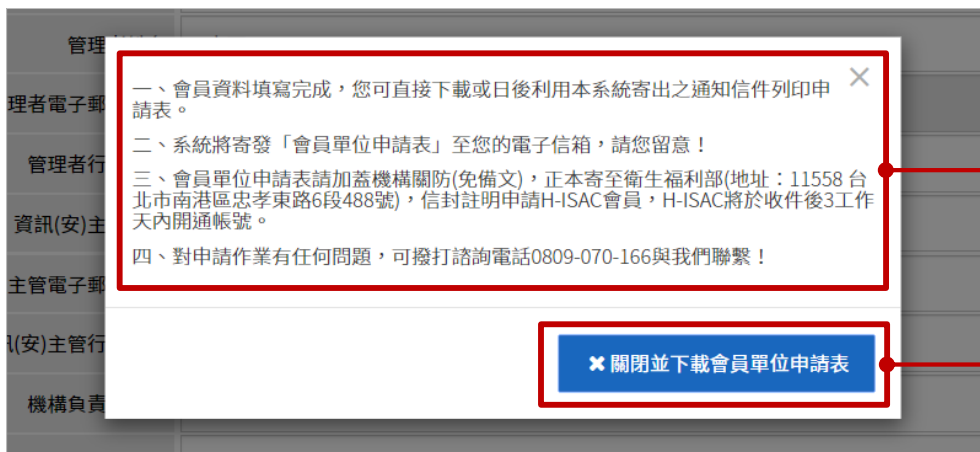 管理
理者電子郵
管理者行
資訊(安)主
主管電子郵
(安)主管行
機構負責
一、會員資料填寫完成，您可直接下載或日後利用本系統寄出之通知信件列印申
請表。
二、系統將寄發「會員單位申請表」至您的電子信箱，請您留意！
三、會員單位申請表請加蓋機構關防(免備文)，正本寄至衛生福利部(地址：11558 台
北市南港區忠孝東路6段488號)，信封註明申請H-ISAC會員，H-ISAC將於收件後3工作
天內開通帳號。
四、對申請作業有任何問題，可撥打諮詢電話0809-070-166與我們聯繫！
關閉並下載會員單位申請表